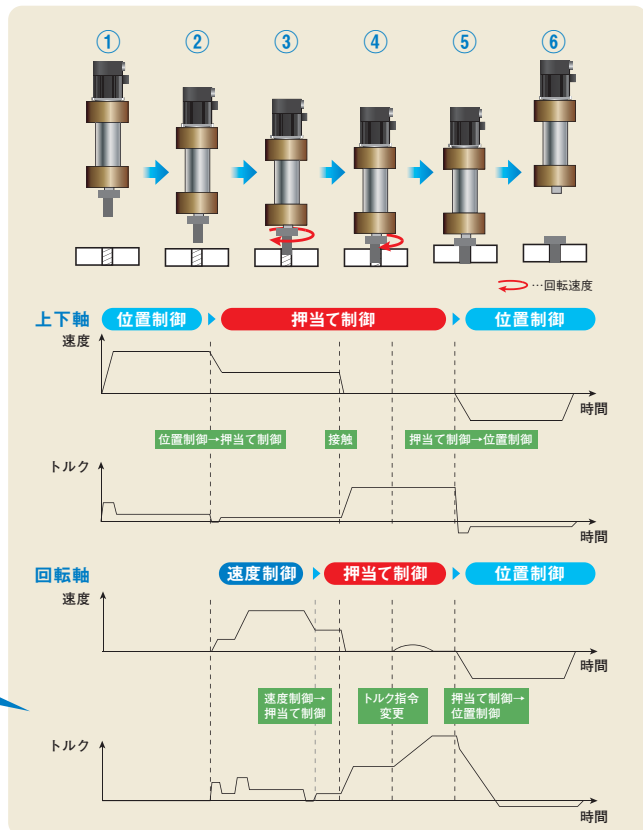 ① ② ③ ④ ⑤ ⑥
…回転速度
上下軸 位置制御 押当て制御 位置制御
速度
時間
位置制御→押当て制御 接触 押当て制御→位置制御
トルク
時間
回転軸 速度制御 押当て制御 位置制御
速度
時間
速度制御→
押当て制御
トルク指令
変更
押当て制御→
位置制御
トルク
時間